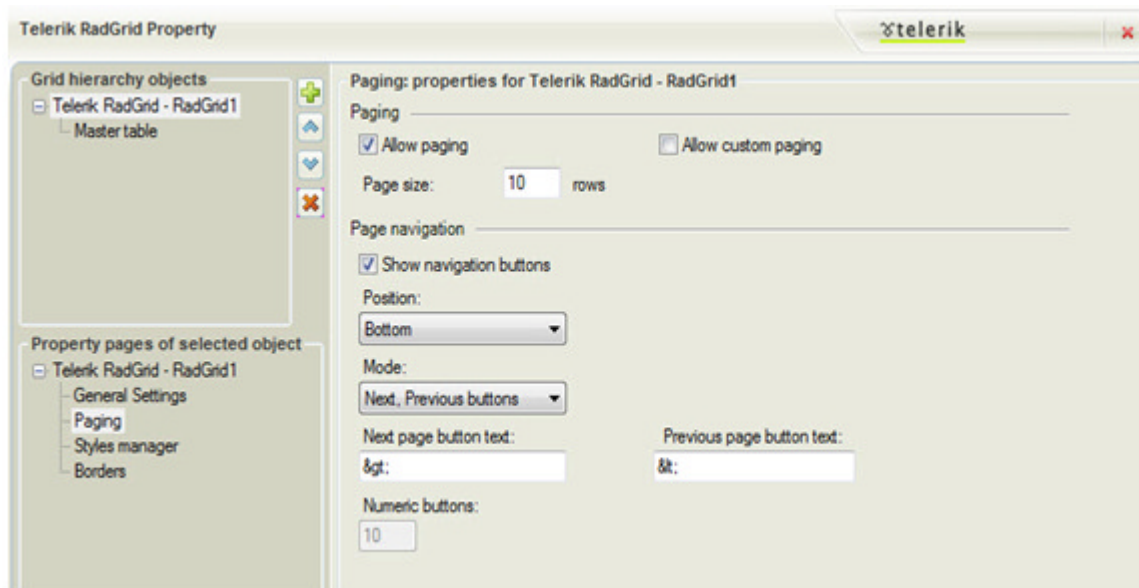 Telerik RadGrid Property
telerik
Grid hierarchy objects
Telerik RadGrid - RadGrid1
Master table
Property pages of selected object
Telerik RadGrid - RadGrid1
General Settings
Paging
Styles manager
Borders
Paging: properties for Telerik RadGrid - RadGrid1
Paging
Allow paging
Allow custom paging
Page size: 10 rows
Page navigation
Show navigation buttons
Position:
Bottom
Mode:
Next, Previous buttons
Next page button text: Previous page button text:
&gt; &lt;
Numeric buttons:
10